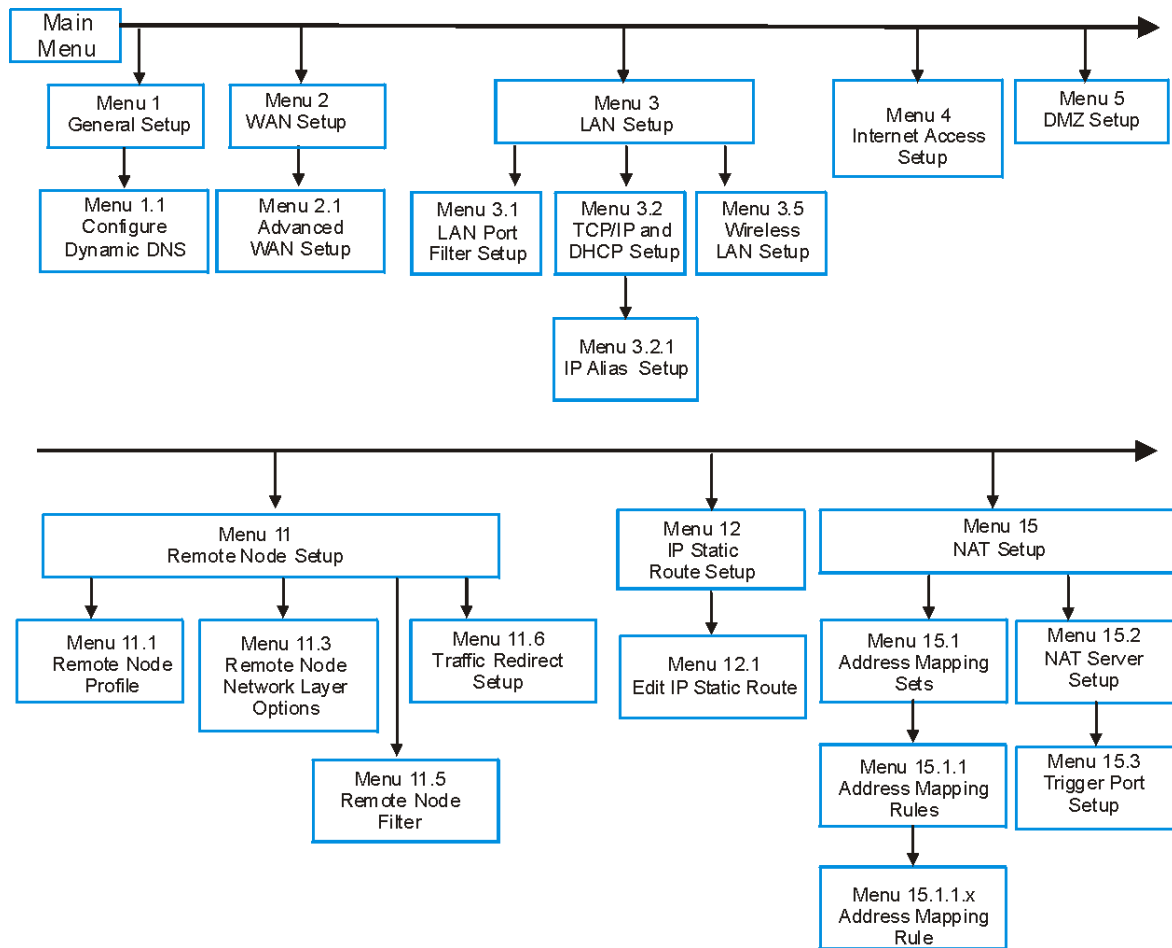 Main
Menu
Menu 1
General Setup
Menu 2
WAN Setup
Menu 3
LAN Setup
Menu 4
Internet Access
Setup
Menu 5
DMZ Setup
Menu 1.1
Configure
Dynamic DNS
Menu 2.1
Advanced
WAN Setup
Menu 3.1
LAN Port
Filter Setup
Menu 3.2
TCP/IP and
DHCP Setup
Menu 3.5
Wireless
LAN Setup
Menu 3.2.1
IP Alias Setup
Menu 11
Remote Node Setup
Menu 12
IP Static
Route Setup
Menu 15
NAT Setup
Menu 11.1
Remote Node
Profile
Menu 11.3
Remote Node
Network Layer
Options
Menu 11.6
Traffic Redirect
Setup
Menu 12.1
Edit IP Static Route
Menu 15.1
Address Mapping
Sets
Menu 15.2
NAT Server
Setup
Menu 11.5
Remote Node
Filter
Menu 15.1.1
Address Mapping
Rules
Menu 15.3
Trigger Port
Setup
Menu 15.1.1.x
Address Mapping
Rule